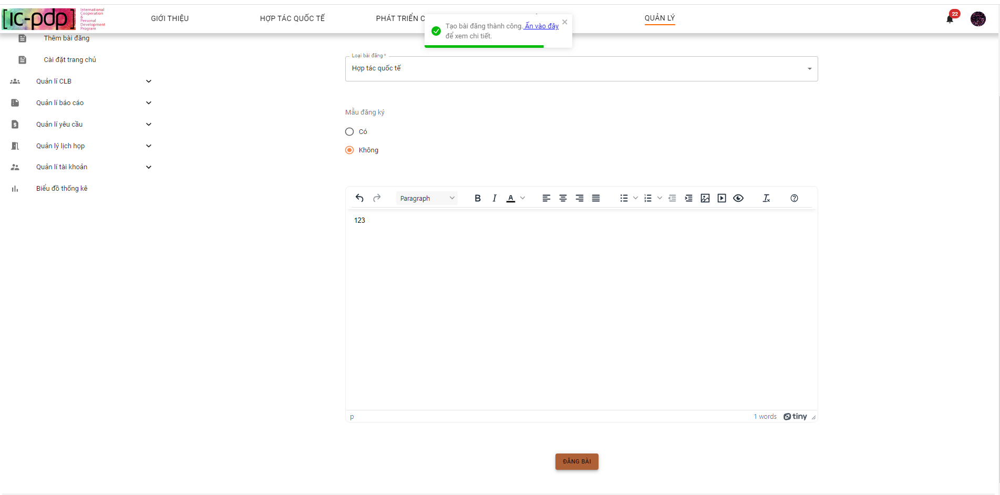 [ic-pdp]
International
Cooperation
&
Personal
Development
Program
GIỚI THIỆU
HỢP TÁC QUỐC TẾ
PHÁT TRIỂN C
QUẢN LÝ
22
Tạo bài đăng thành công. Ấn vào đây
để xem chi tiết.
Thêm bài đăng
Cài đặt trang chủ
Quản lí CLB
Quản lí báo cáo
Quản lí yêu cầu
Quản lý lịch họp
Quản lí tài khoản
Biểu đồ thống kê
Loại bài đăng *
Hợp tác quốc tế
Mẫu đăng ký
Có
Không
Paragraph
123
p
1 words
tiny
ĐĂNG BÀI